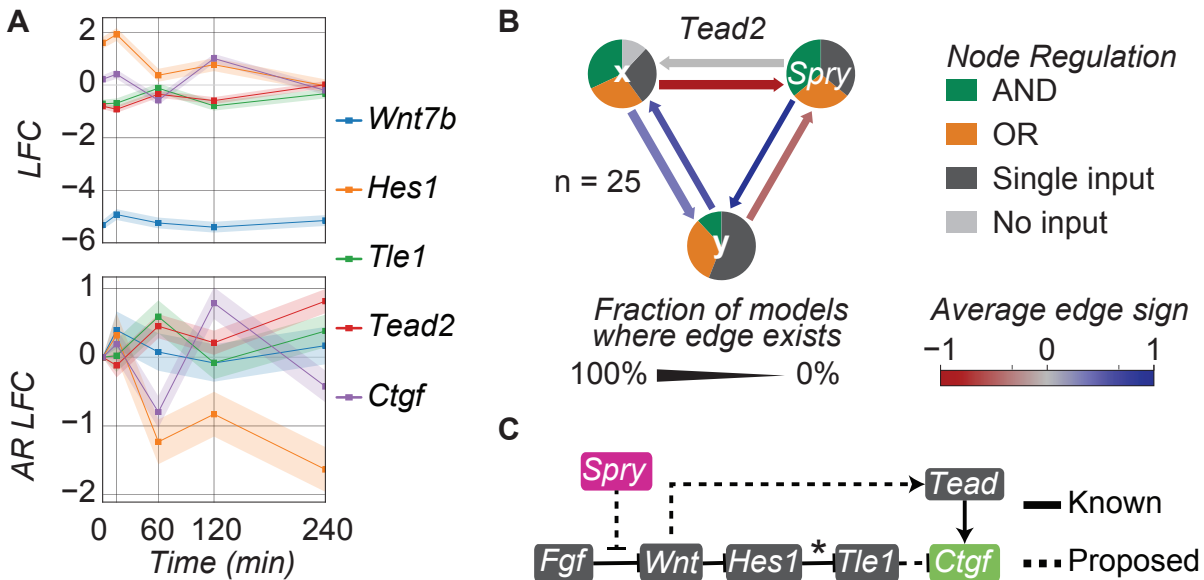 A
LFC
2
0
−2
−4
−6
Wnt7b
Hes1
Tle1
Tead2
Ctgf
AR LFC
1
0
−1
−2
0 60 120 240
Time (min)
B
Tead2
x
Spry
y
n = 25
Node Regulation
AND
OR
Single input
No input
Fraction of models
where edge exists
100% 0%
Average edge sign
−1 0 1
C
Spry
Tead
Fgf Wnt Hes1 * Tle1 Ctgf
Known
Proposed